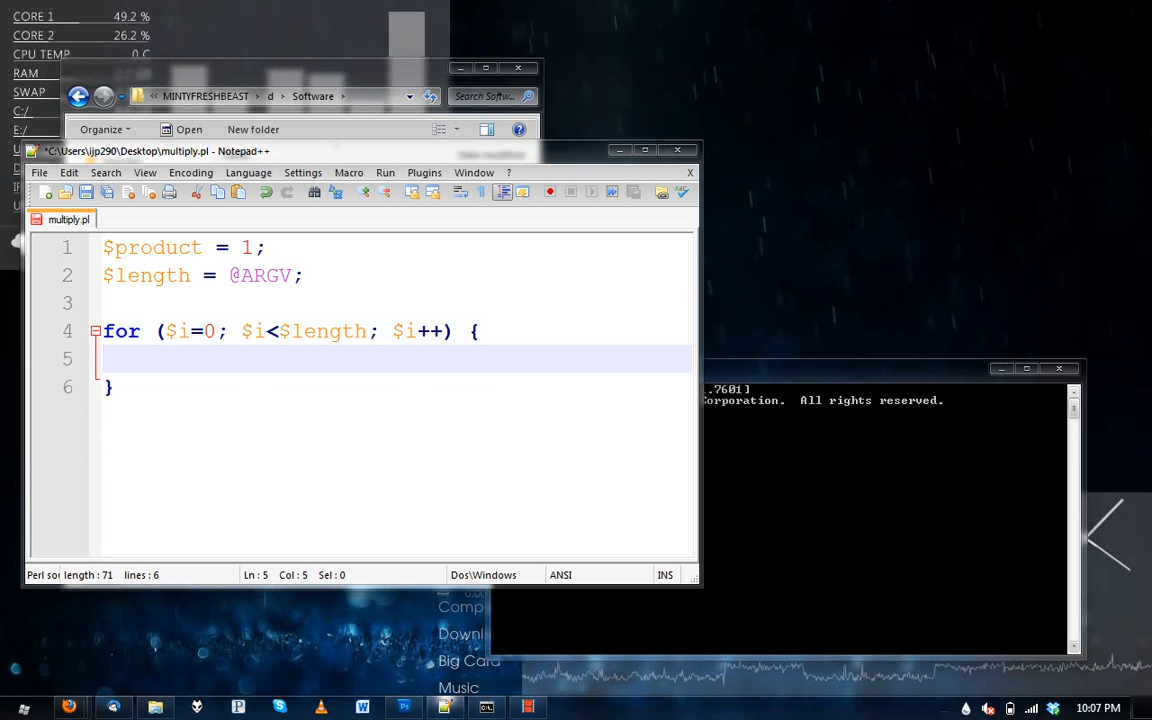 CORE 1 49.2 %
CORE 2 26.2 %
CPU TEMP 0 C
RAM
SWAP
C:/
E:/
« MINTYFRESHBEAST d Software
Search Softw...
Organize Open New folder
*C:\Users\ijp290\Desktop\multiply.pl - Notepad++
File Edit Search View Encoding Language Settings Macro Run Plugins Window ? X
multiply.pl
1 $product = 1;
2 $length = @ARGV;
3
4 for ($i=0; $i<$length; $i++) {
5
6 }
.7601]
Corporation. All rights reserved.
Perl sou length : 71 lines : 6 Ln : 5 Col : 5 Sel : 0 Dos\Windows ANSI INS
Comp
Downl
Big Card
Music
10:07 PM